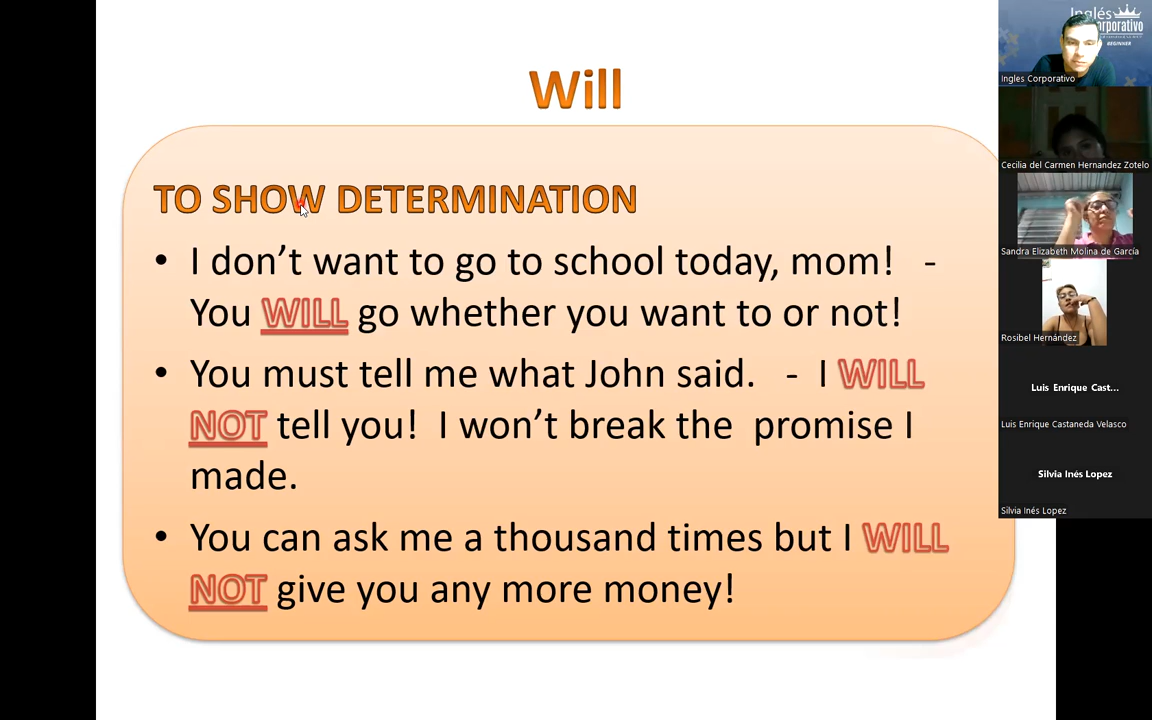 Will
TO SHOW DETERMINATION
• I don’t want to go to school today, mom! -
You WILL go whether you want to or not!
• You must tell me what John said. - I WILL
NOT tell you! I won’t break the promise I
made.
• You can ask me a thousand times but I WILL
NOT give you any more money!
Inglés
Corporativo
BEGINNER
Ingles Corporativo
Cecilia del Carmen Hernandez Zotelo
Sandra Elizabeth Molina de García
Rosibel Hernández
Luis Enrique Cast...
Luis Enrique Castaneda Velasco
Silvia Inés Lopez
Silvia Inés Lopez